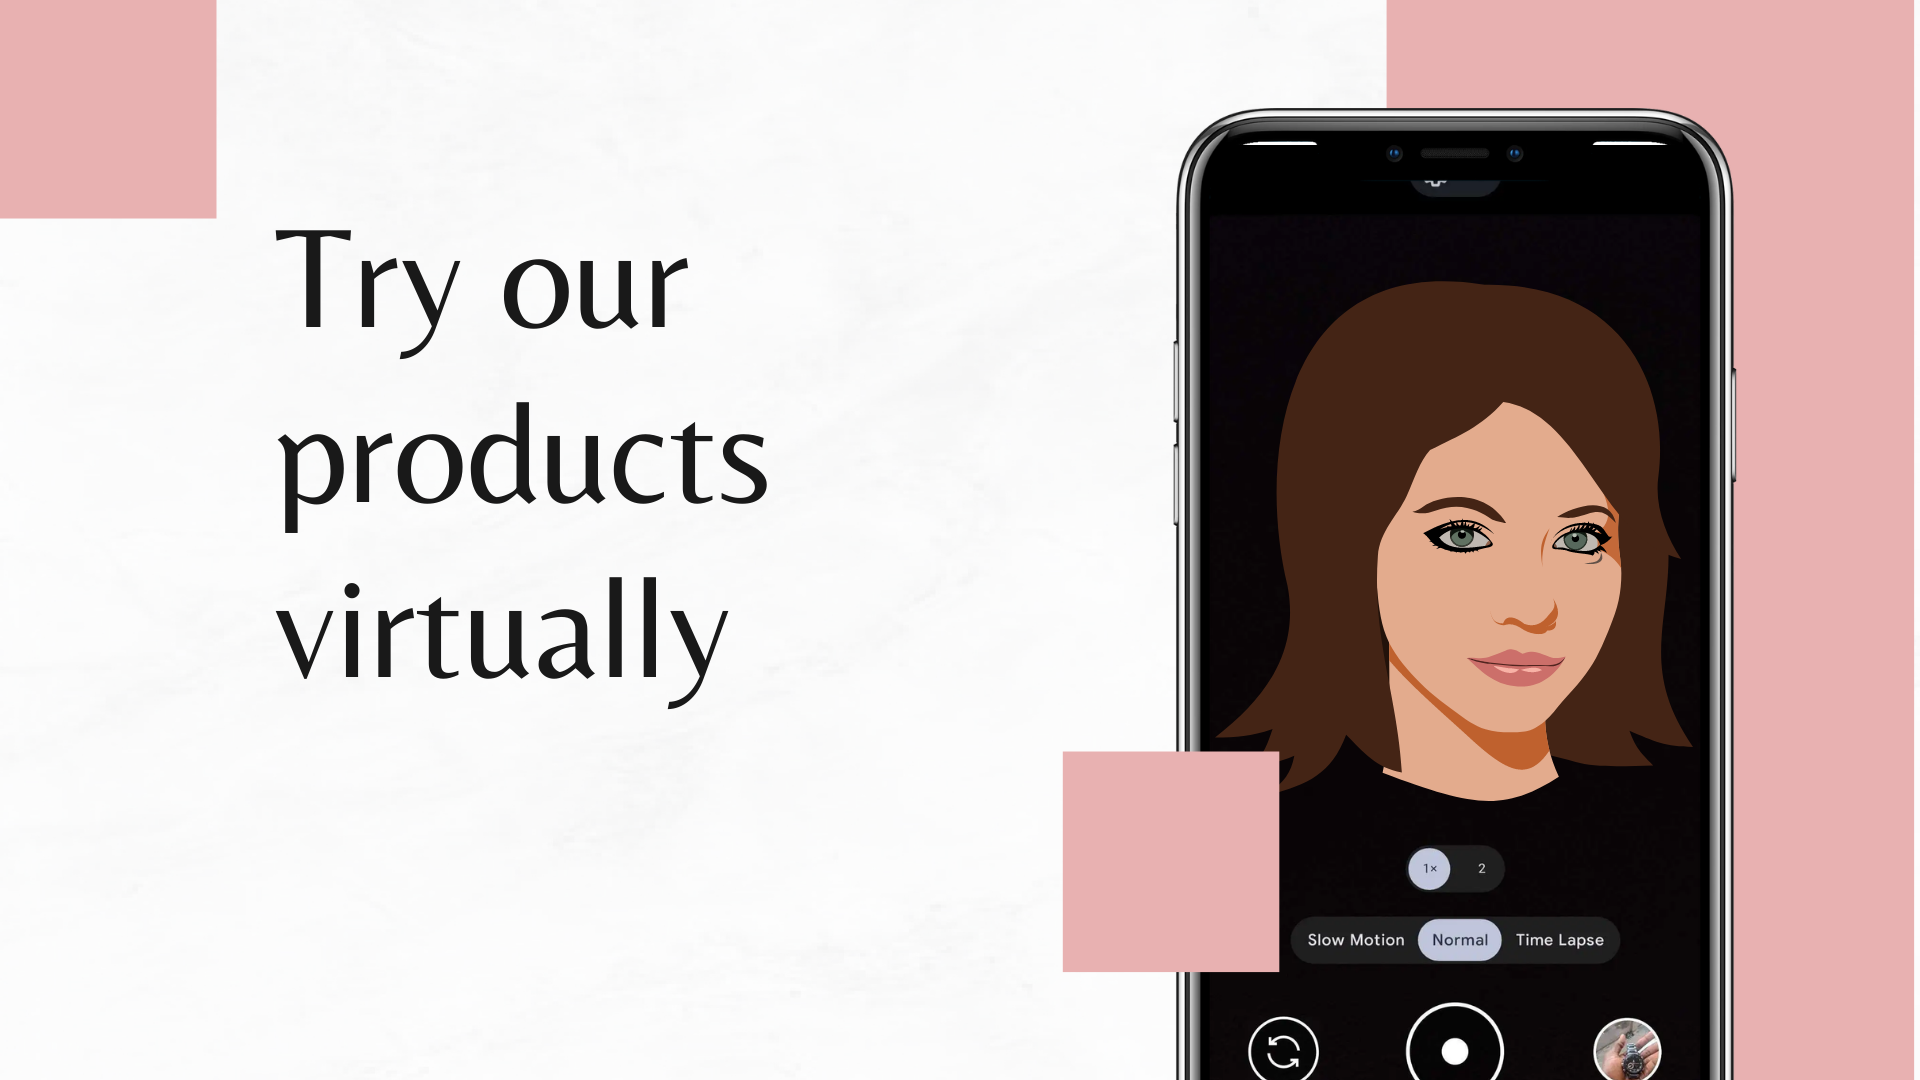 Try our
products
virtually
1×
2
Slow Motion
Normal
Time Lapse